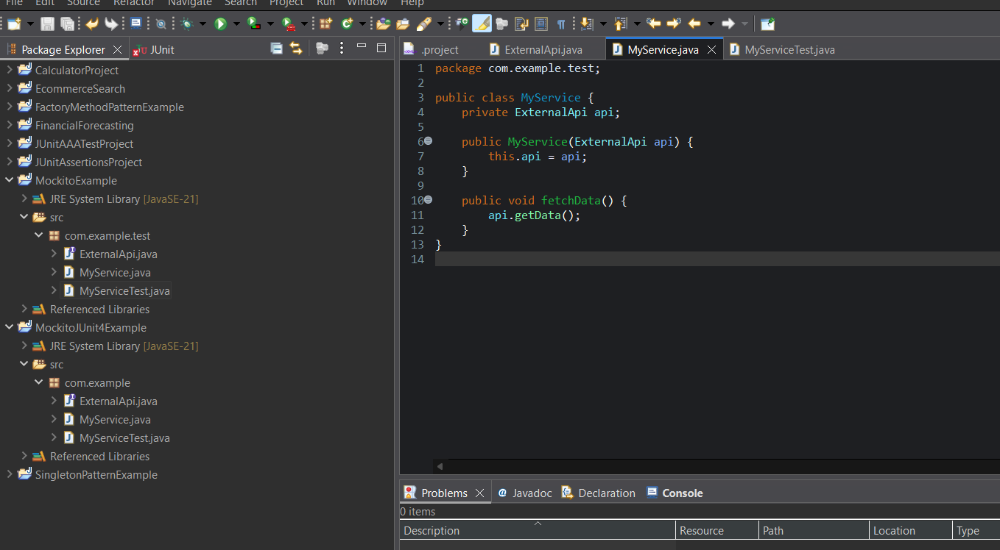 File Edit Source Refactor Navigate Search Project Run Window Help
Package Explorer
JUnit
CalculatorProject
EcommerceSearch
FactoryMethodPatternExample
FinancialForecasting
JUnitAAATestProject
JUnitAssertionsProject
MockitoExample
JRE System Library [JavaSE-21]
src
com.example.test
ExternalApi.java
MyService.java
MyServiceTest.java
Referenced Libraries
MockitoJUnit4Example
JRE System Library [JavaSE-21]
src
com.example
ExternalApi.java
MyService.java
MyServiceTest.java
Referenced Libraries
SingletonPatternExample
.project ExternalApi.java MyService.java MyServiceTest.java
1 package com.example.test;
2
3 public class MyService {
4     private ExternalApi api;
5
6     public MyService(ExternalApi api) {
7         this.api = api;
8     }
9
10     public void fetchData() {
11         api.getData();
12     }
13 }
14
Problems @ Javadoc Declaration Console
0 items
Description Resource Path Location Type